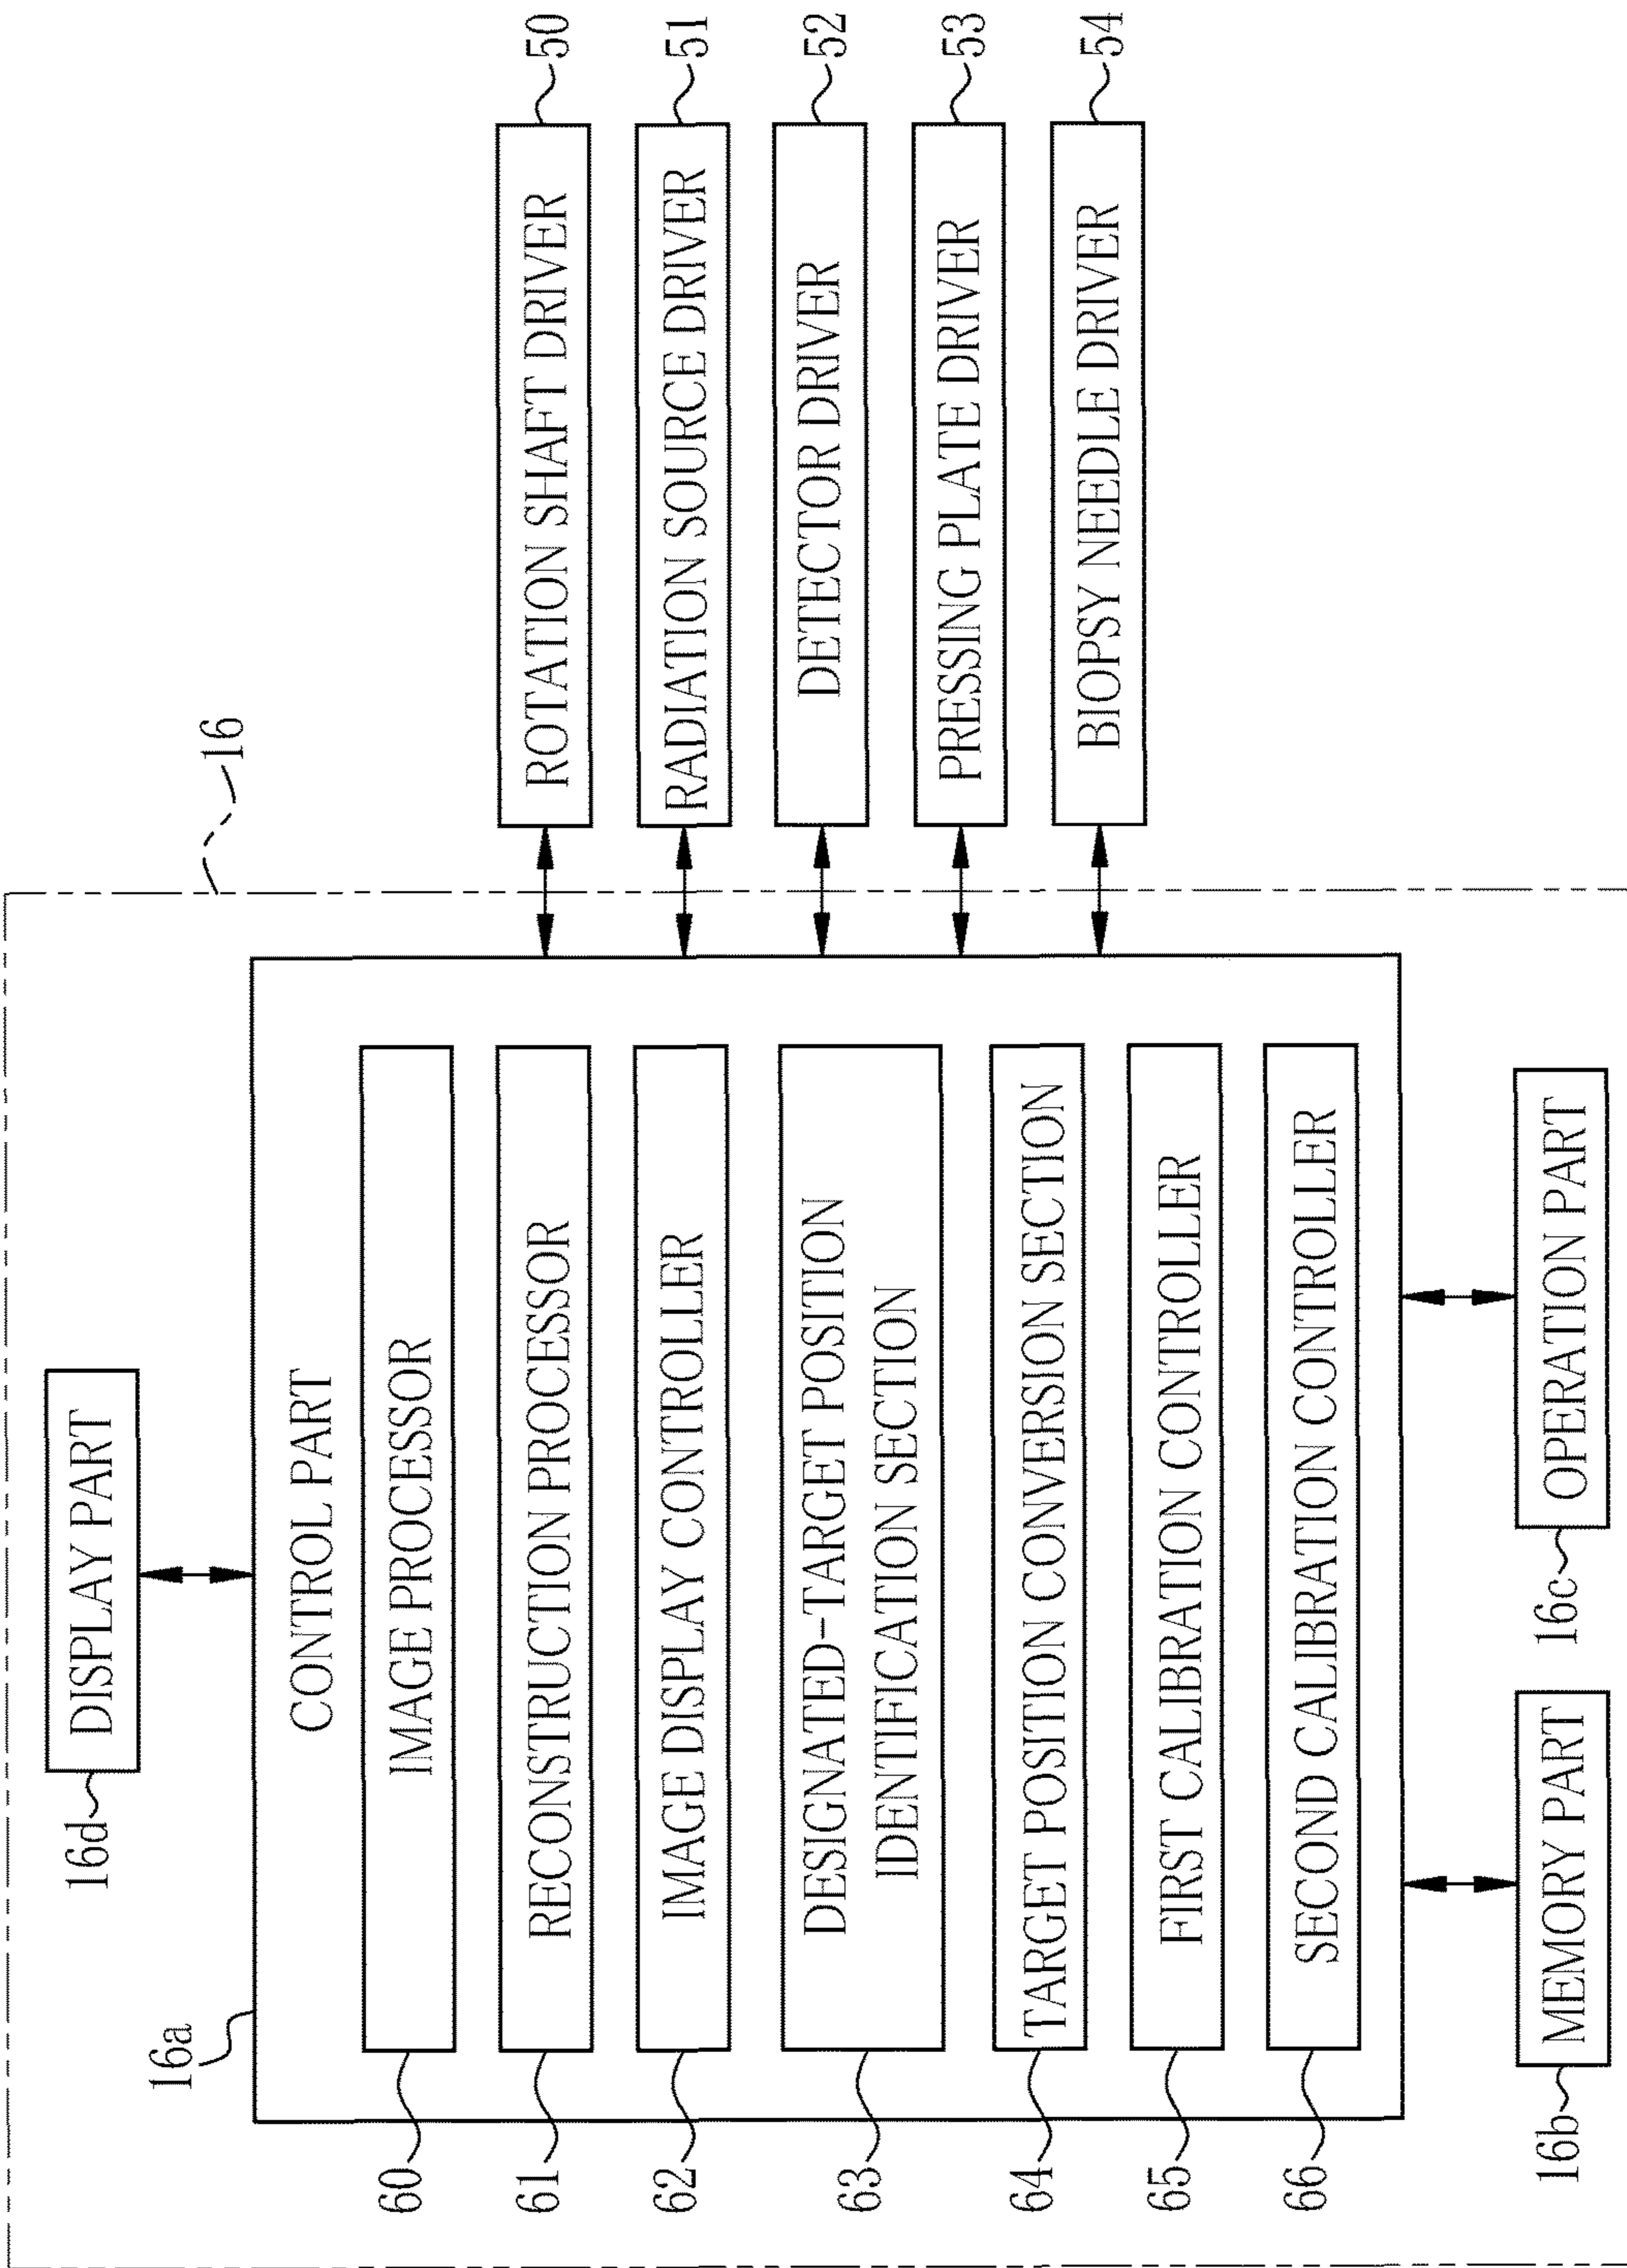 16
16d
DISPLAY PART
16a
CONTROL PART
60
IMAGE PROCESSOR
61
RECONSTRUCTION PROCESSOR
62
IMAGE DISPLAY CONTROLLER
63
DESIGNATED-TARGET POSITION
IDENTIFICATION SECTION
64
TARGET POSITION CONVERSION SECTION
65
FIRST CALIBRATION CONTROLLER
66
SECOND CALIBRATION CONTROLLER
16b
MEMORY PART
16c
OPERATION PART
ROTATION SHAFT DRIVER
50
RADIATION SOURCE DRIVER
51
DETECTOR DRIVER
52
PRESSING PLATE DRIVER
53
BIOPSY NEEDLE DRIVER
54